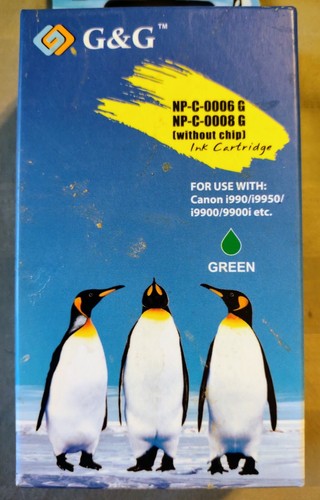 G&G™
NP-C-0006 G
NP-C-0008 G
(without chip)
Ink Cartridge
FOR USE WITH:
Canon i990/i9950/
i9900/9900i etc.
GREEN